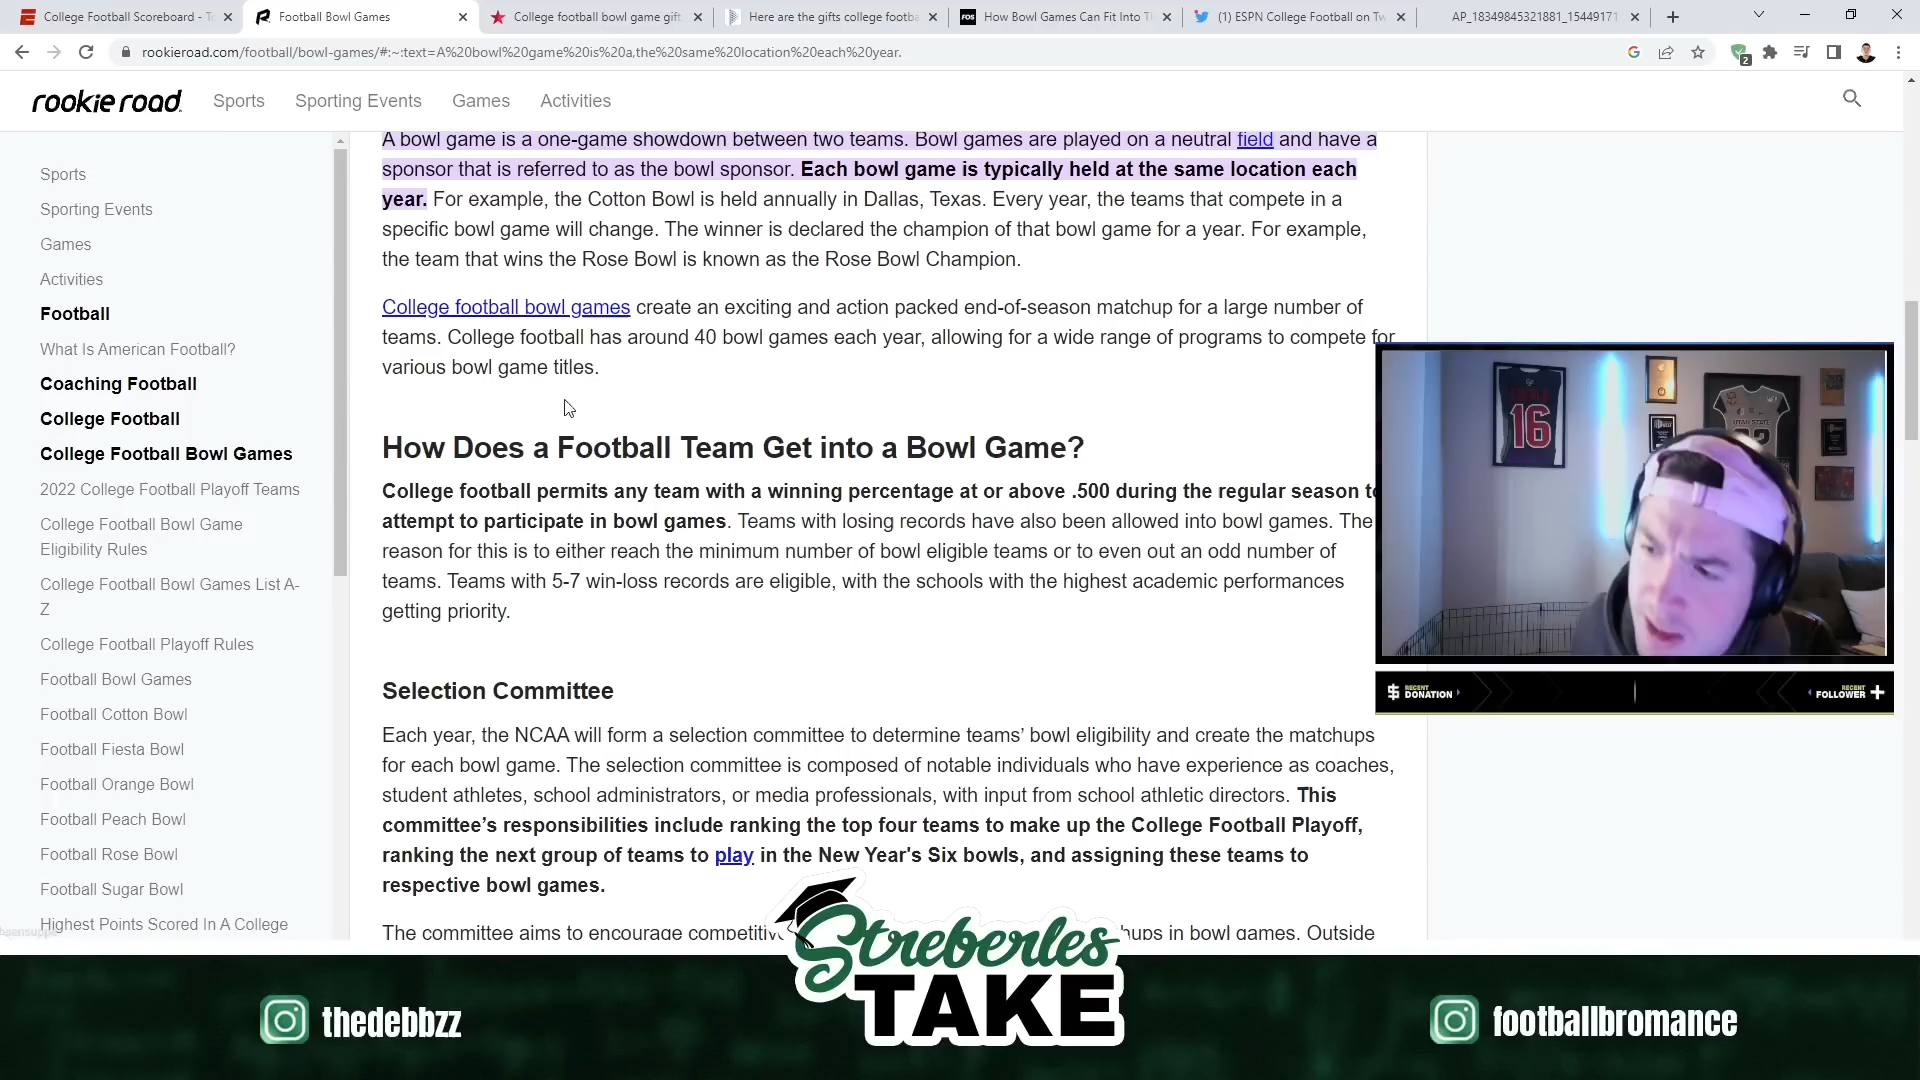 College Football Scoreboard - T
Football Bowl Games
College football bowl game gift
Here are the gifts college footba
FOS
How Bowl Games Can Fit Into T
(1) ESPN College Football on Tw
AP_18349845321881_15449171
rookieroad.com/football/bowl-games/#:~:text=A%20bowl%20game%20is%20a,the%20same%20location%20each%20year.
2
rookie road
Sports
Sporting Events
Games
Activities
Sports
Sporting Events
Games
Activities
Football
What Is American Football?
Coaching Football
College Football
College Football Bowl Games
2022 College Football Playoff Teams
College Football Bowl Game
Eligibility Rules
College Football Bowl Games List A-
Z
College Football Playoff Rules
Football Bowl Games
Football Cotton Bowl
Football Fiesta Bowl
Football Orange Bowl
Football Peach Bowl
Football Rose Bowl
Football Sugar Bowl
Highest Points Scored In A College
A bowl game is a one-game showdown between two teams. Bowl games are played on a neutral field and have a
sponsor that is referred to as the bowl sponsor. Each bowl game is typically held at the same location each
year. For example, the Cotton Bowl is held annually in Dallas, Texas. Every year, the teams that compete in a
specific bowl game will change. The winner is declared the champion of that bowl game for a year. For example,
the team that wins the Rose Bowl is known as the Rose Bowl Champion.
College football bowl games create an exciting and action packed end-of-season matchup for a large number of
teams. College football has around 40 bowl games each year, allowing for a wide range of programs to compete for
various bowl game titles.
How Does a Football Team Get into a Bowl Game?
College football permits any team with a winning percentage at or above .500 during the regular season to
attempt to participate in bowl games. Teams with losing records have also been allowed into bowl games. The
reason for this is to either reach the minimum number of bowl eligible teams or to even out an odd number of
teams. Teams with 5-7 win-loss records are eligible, with the schools with the highest academic performances
getting priority.
Selection Committee
Each year, the NCAA will form a selection committee to determine teams’ bowl eligibility and create the matchups
for each bowl game. The selection committee is composed of notable individuals who have experience as coaches,
student athletes, school administrators, or media professionals, with input from school athletic directors. This
committee’s responsibilities include ranking the top four teams to make up the College Football Playoff,
ranking the next group of teams to play in the New Year's Six bowls, and assigning these teams to
respective bowl games.
The committee aims to encourage competitiv
hups in bowl games. Outside
16
UTAH STATE
RECENT
DONATION
RECENT
FOLLOWER
Streberles
TAKE
thedebbzz
footballbromance